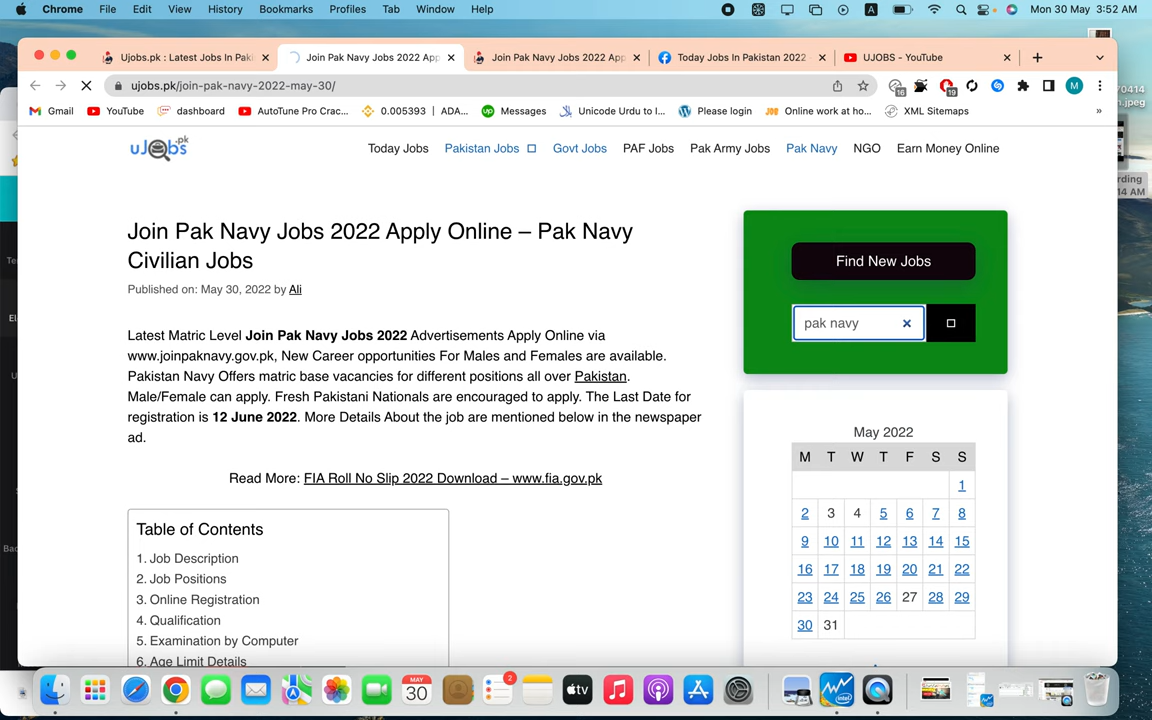 Chrome File Edit View History Bookmarks Profiles Tab Window Help
A Mon 30 May 3:52 AM
Ujobs.pk : Latest Jobs In Pak
Join Pak Navy Jobs 2022 App
Join Pak Navy Jobs 2022 App
Today Jobs In Pakistan 2022
UJOBS - YouTube
ujobs.pk/join-pak-navy-2022-may-30/
16
19
M
Gmail YouTube dashboard AutoTune Pro Crac... 0.005393 | ADA... Messages Unicode Urdu to I... Please login Online work at ho... XML Sitemaps »
uJobs.pk
Today Jobs Pakistan Jobs Govt Jobs PAF Jobs Pak Army Jobs Pak Navy NGO Earn Money Online
Join Pak Navy Jobs 2022 Apply Online – Pak Navy
Civilian Jobs
Published on: May 30, 2022 by Ali
Latest Matric Level Join Pak Navy Jobs 2022 Advertisements Apply Online via
www.joinpaknavy.gov.pk, New Career opportunities For Males and Females are available.
Pakistan Navy Offers matric base vacancies for different positions all over Pakistan.
Male/Female can apply. Fresh Pakistani Nationals are encouraged to apply. The Last Date for
registration is 12 June 2022. More Details About the job are mentioned below in the newspaper
ad.
Read More: FIA Roll No Slip 2022 Download – www.fia.gov.pk
Table of Contents
1. Job Description
2. Job Positions
3. Online Registration
4. Qualification
5. Examination by Computer
6. Age Limit Details
Find New Jobs
pak navy
May 2022
M T W T F S S
1
2 3 4 5 6 7 8
9 10 11 12 13 14 15
16 17 18 19 20 21 22
23 24 25 26 27 28 29
30 31
0414
n.jpeg
rding
14 AM
MAY
30
2
tv
intel